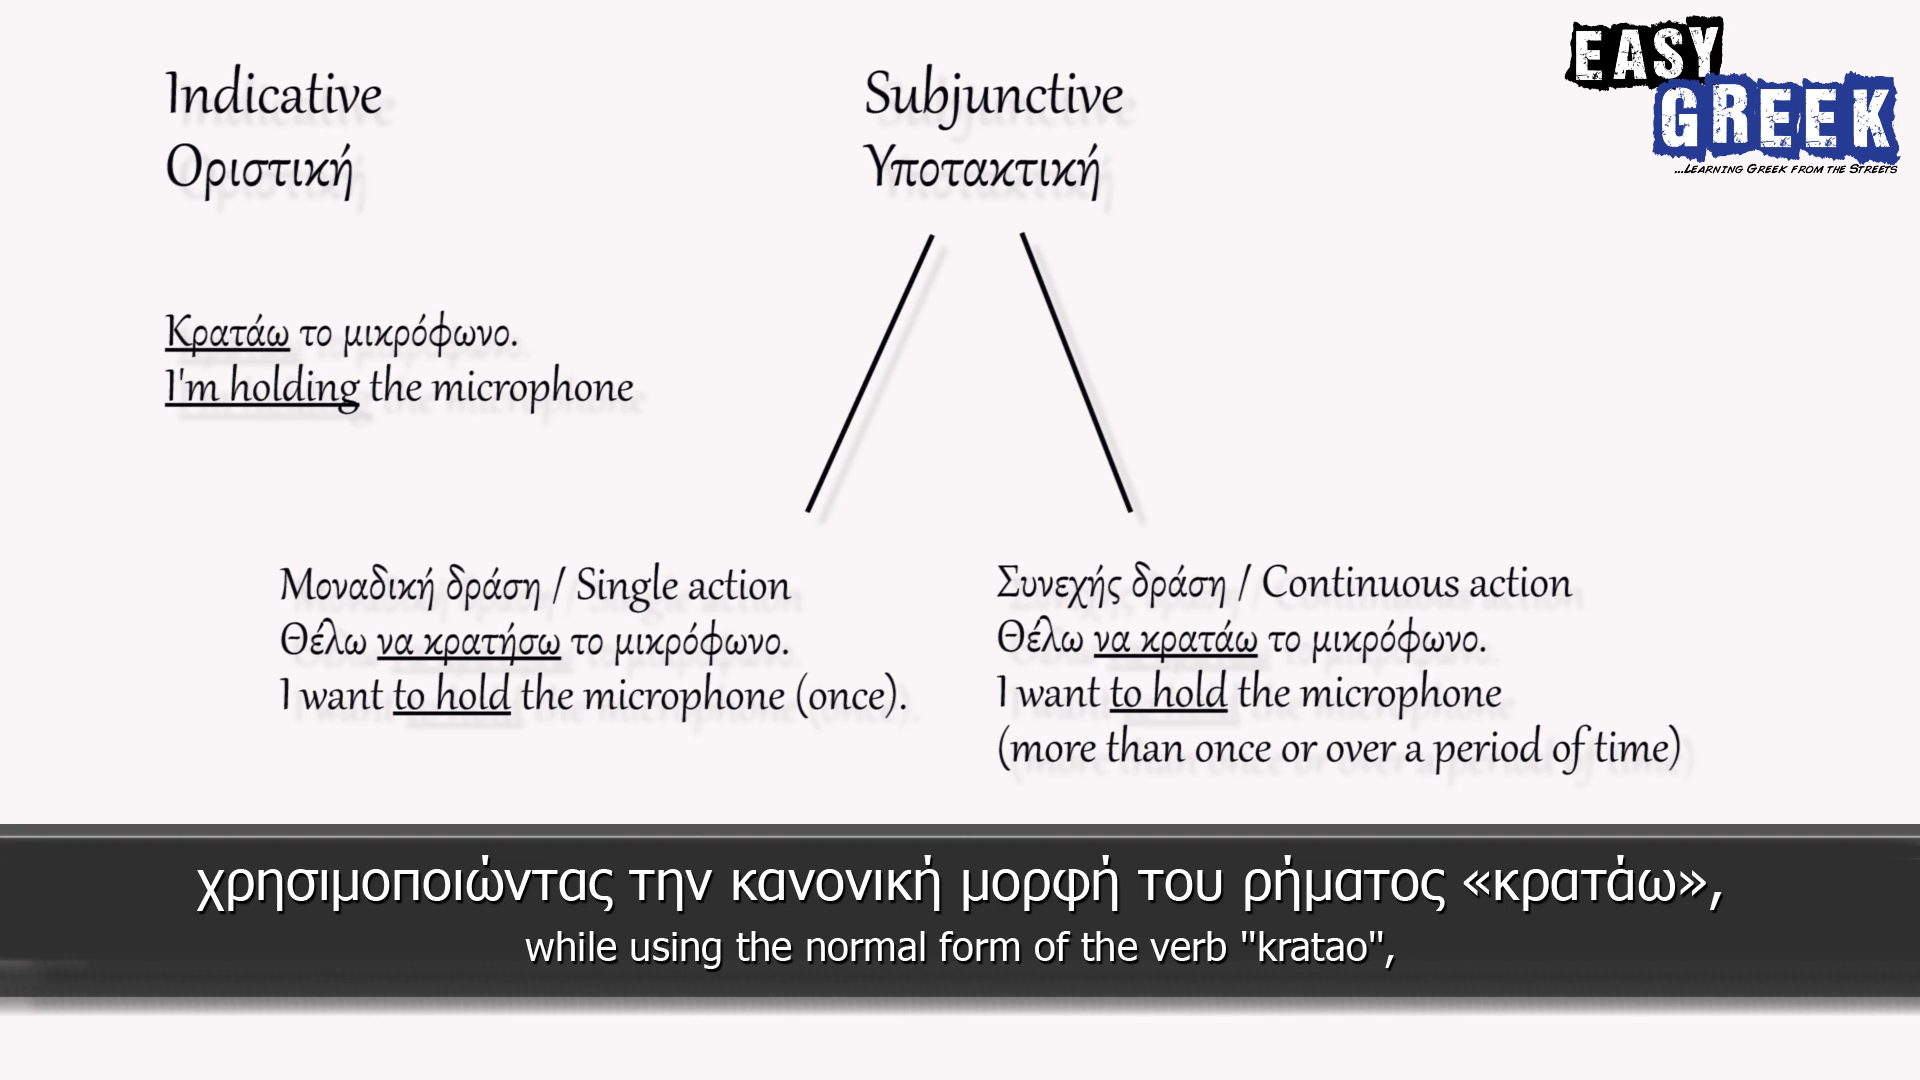 EASY
GREEK
...LEARNING GREEK FROM THE STREETS
Indicative
Οριστική
Κρατάω το μικρόφωνο.
I'm holding the microphone
Subjunctive
Υποτακτική
Μοναδική δράση / Single action
Θέλω να κρατήσω το μικρόφωνο.
I want to hold the microphone (once).
Συνεχής δράση / Continuous action
Θέλω να κρατάω το μικρόφωνο.
I want to hold the microphone
(more than once or over a period of time)
χρησιμοποιώντας την κανονική μορφή του ρήματος «κρατάω»,
while using the normal form of the verb "kratao",